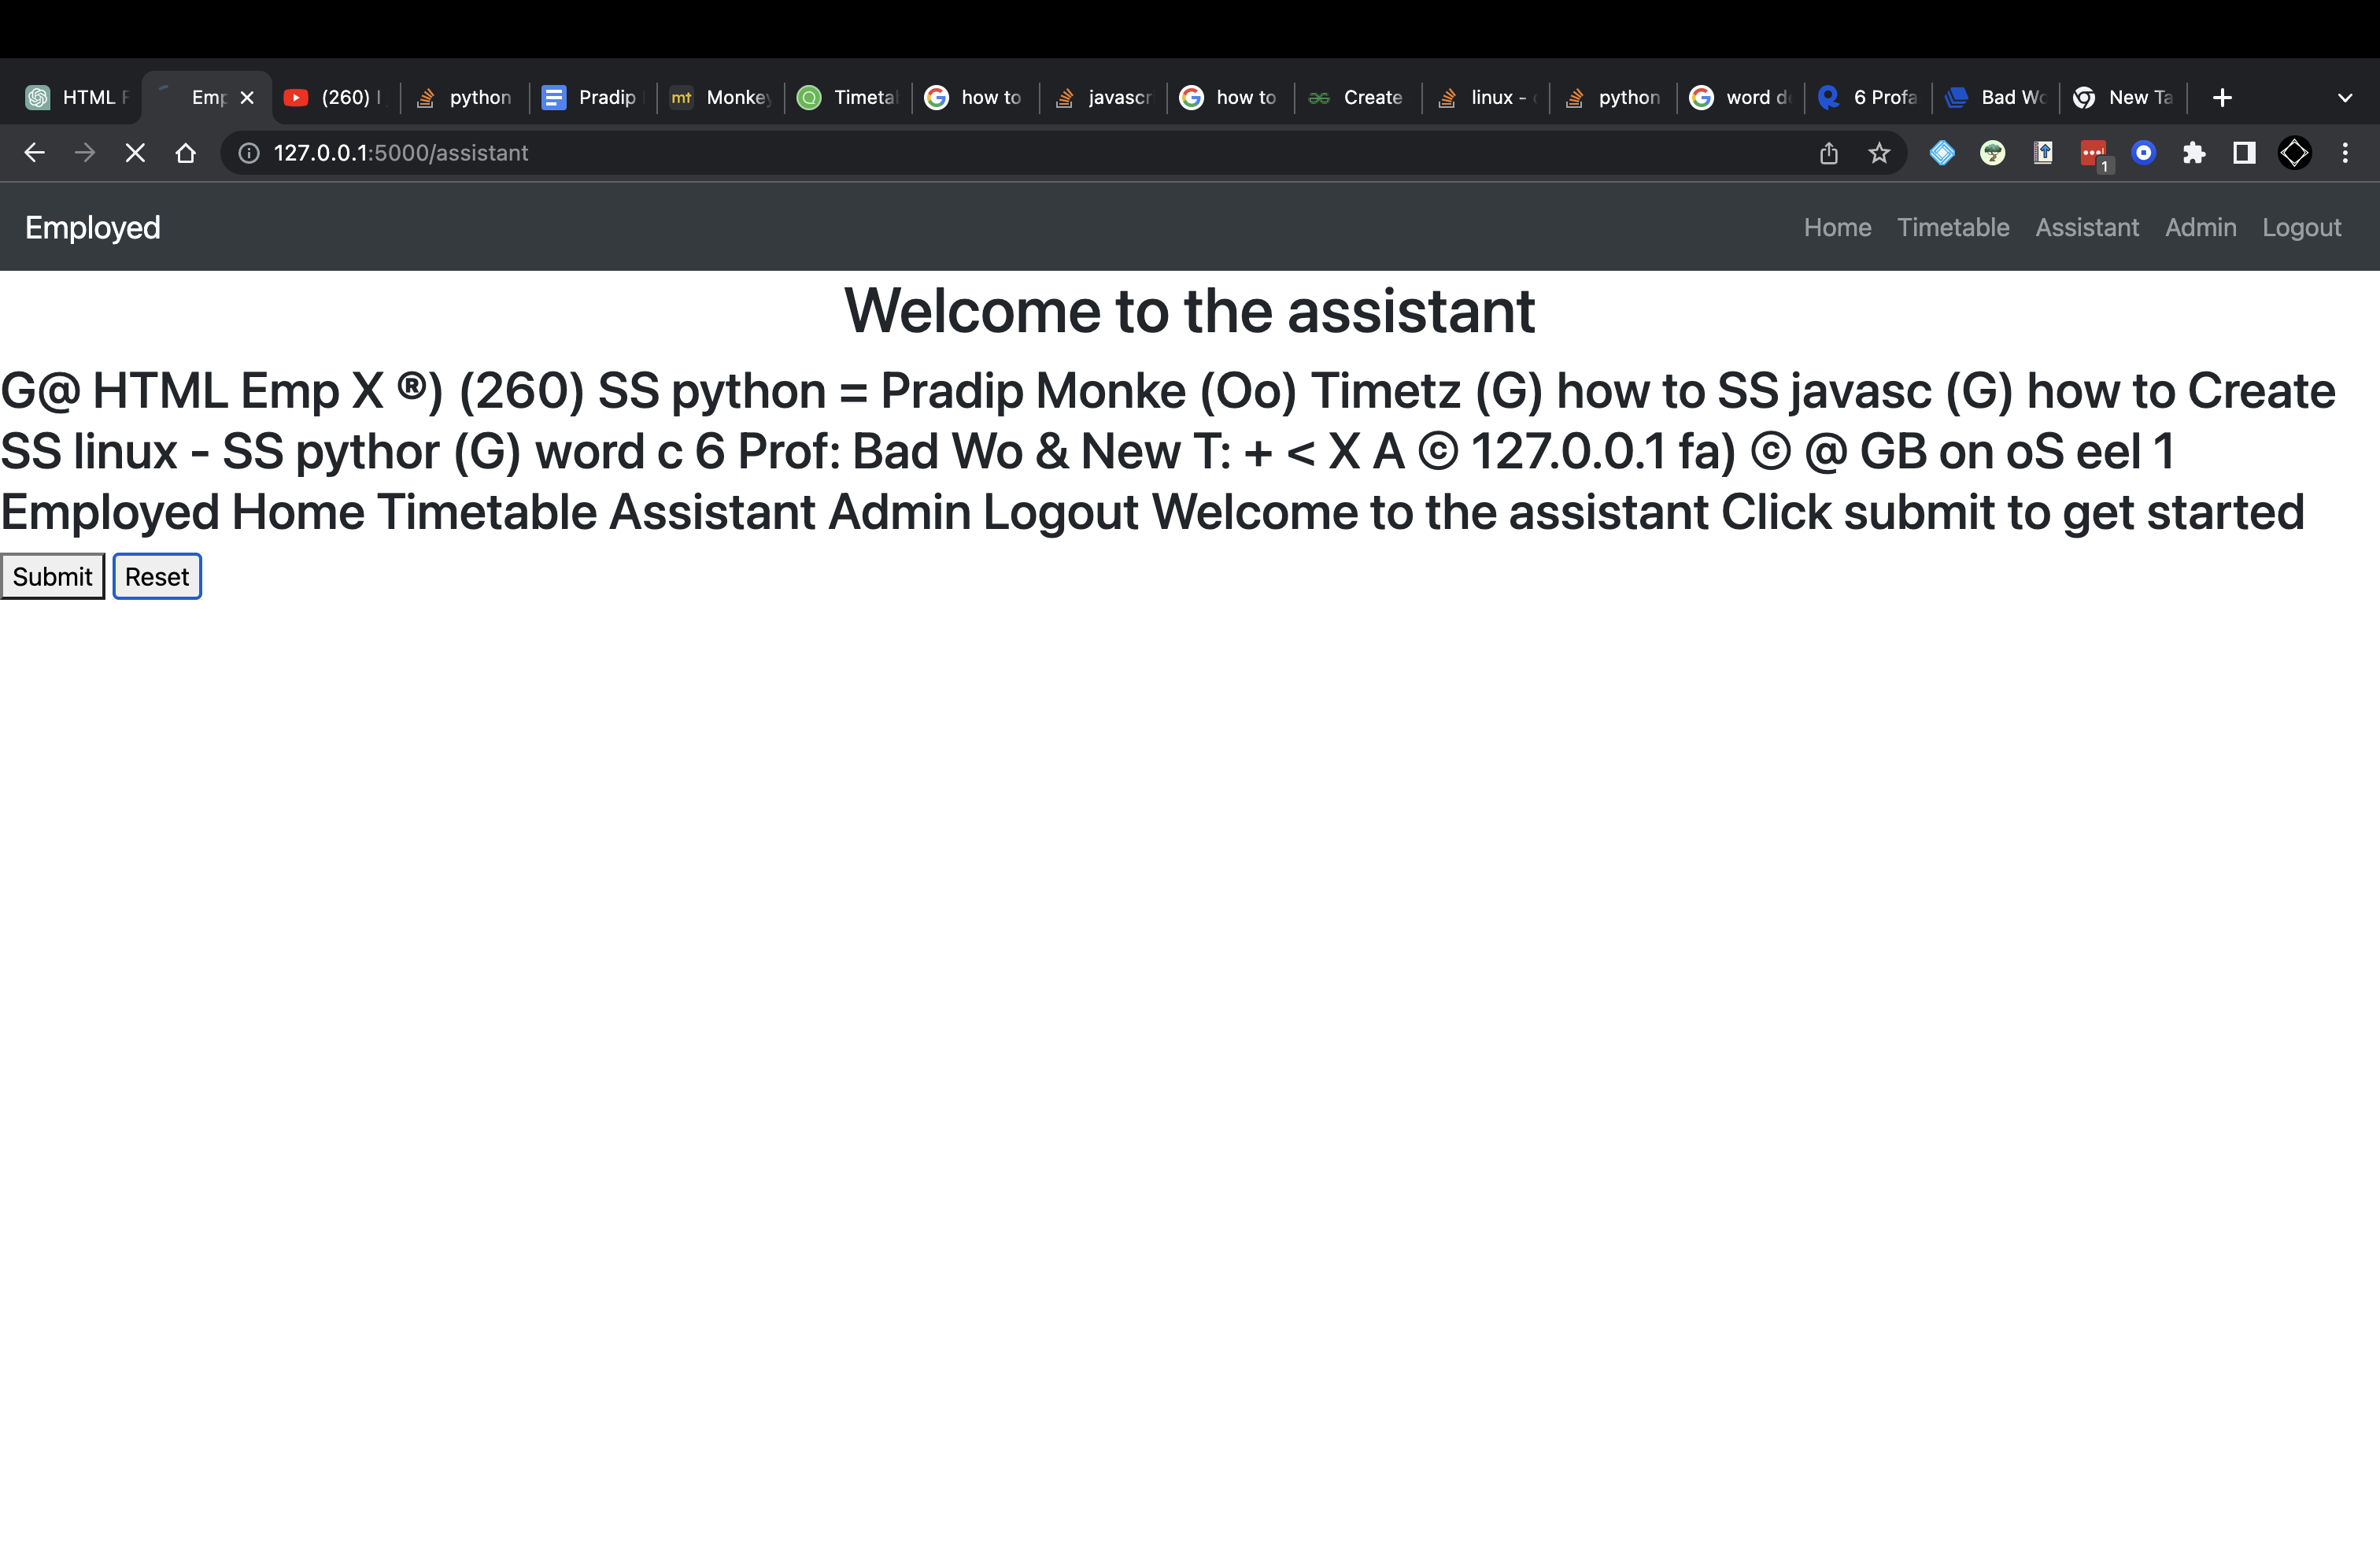 HTML F Emp (260) I python Pradip mt Monkey Timetal how to javascri how to Create linux - python word d 6 Profa Bad Wo New Ta
127.0.0.1:5000/assistant 1
Employed Home Timetable Assistant Admin Logout
Welcome to the assistant
G@ HTML Emp X ®) (260) SS python = Pradip Monke (Oo) Timetz (G) how to SS javasc (G) how to Create
SS linux - SS pythor (G) word c 6 Prof: Bad Wo & New T: + < X A © 127.0.0.1 fa) © @ GB on oS eel 1
Employed Home Timetable Assistant Admin Logout Welcome to the assistant Click submit to get started
Submit Reset